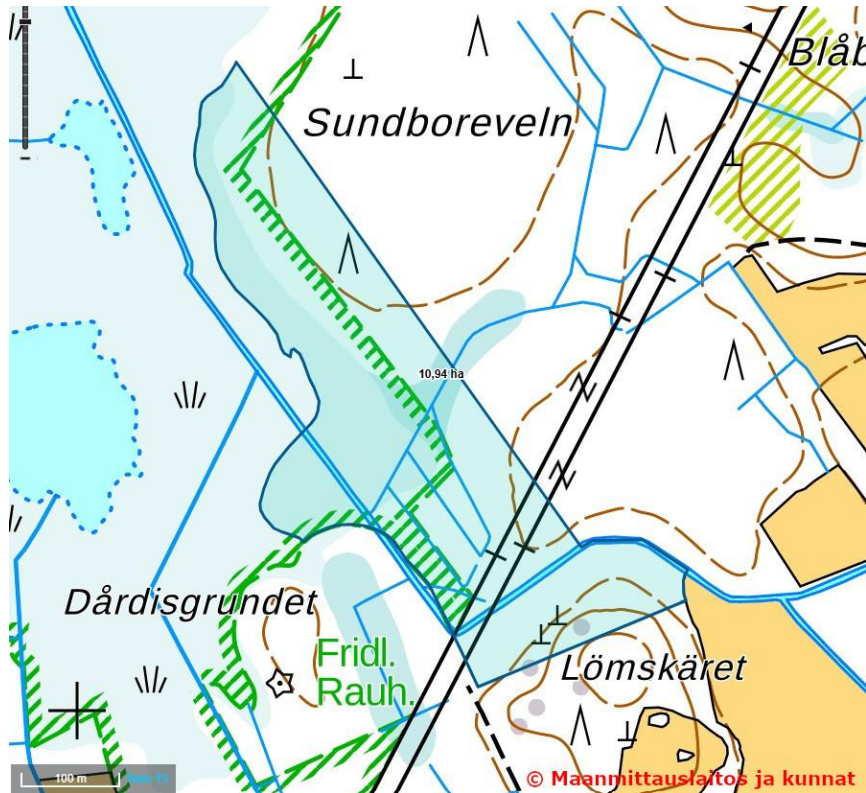 Sundboreveln
Blåb
10,94 ha
Dårdisgrundet
Fridl.
Rauh.
Lömskäret
100 m
© Maanmittauslaitos ja kunnat